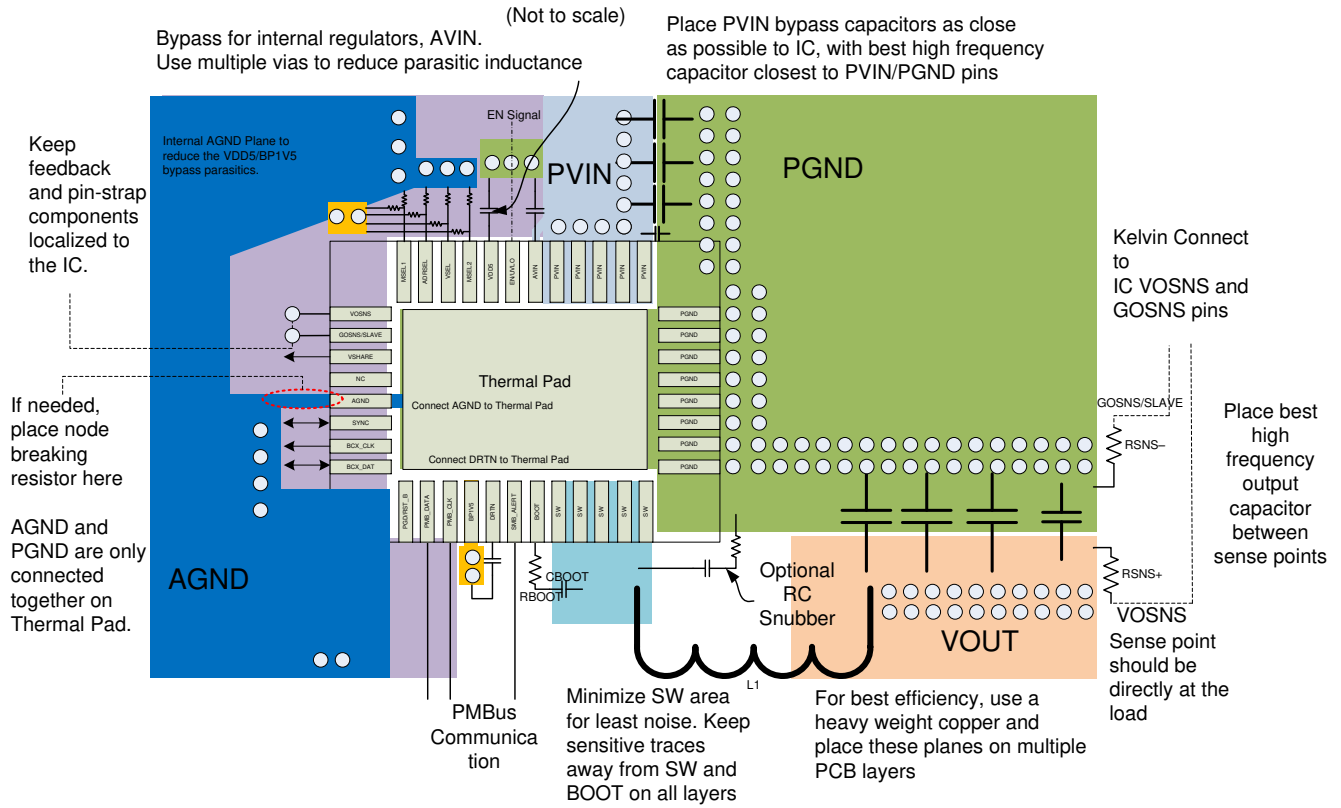 (Not to scale)
Bypass for internal regulators, AVIN.
Use multiple vias to reduce parasitic inductance
Place PVIN bypass capacitors as close
as possible to IC, with best high frequency
capacitor closest to PVIN/PGND pins
Keep
feedback
and pin-strap
components
localized to
the IC.
Internal AGND Plane to
reduce the VDD5/BP1V5
bypass parasitics.
EN Signal
PVIN
PGND
Kelvin Connect
to
IC VOSNS and
GOSNS pins
MSEL1
ADRSEL
VSEL
MSEL2
VDD5
EN/UVLO
AVIN
PVIN
PVIN
PVIN
PVIN
PVIN
VOSNS
GOSNS/SLAVE
VSHARE
NC
AGND
SYNC
BCX_CLK
BCX_DAT
Thermal Pad
Connect AGND to Thermal Pad
Connect DRTN to Thermal Pad
PGND
PGND
PGND
PGND
PGND
PGND
PGND
PGND
PGD/RST_B
PMB_DATA
PMB_CLK
BP1V5
DRTN
SMB_ALERT
BOOT
SW
SW
SW
SW
SW
If needed,
place node
breaking
resistor here
AGND and
PGND are only
connected
together on
Thermal Pad.
AGND
GOSNS/SLAVE
RSNS–
Place best
high
frequency
output
capacitor
between
sense points
CBOOT
RBOOT
Optional
RC
Snubber
RSNS+
VOUT
VOSNS
Sense point
should be
directly at the
load
L1
PMBus
Communica
tion
Minimize SW area
for least noise. Keep
sensitive traces
away from SW and
BOOT on all layers
For best efficiency, use a
heavy weight copper and
place these planes on multiple
PCB layers